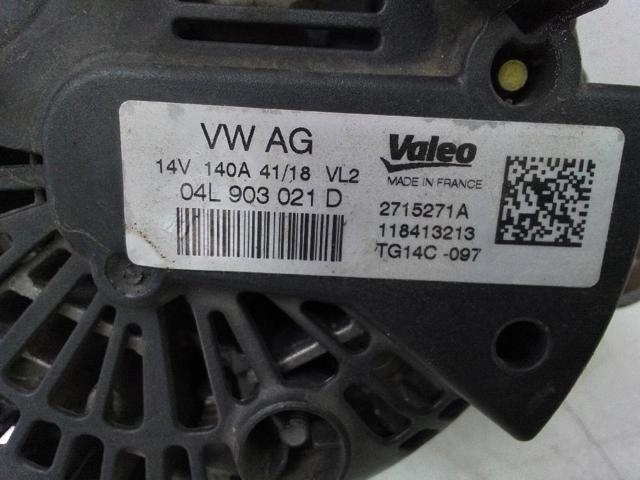 VW AG
14V 140A 41/18 VL2
04L 903 021 D
Valeo
MADE IN FRANCE
2715271A
118413213
TG14C -097